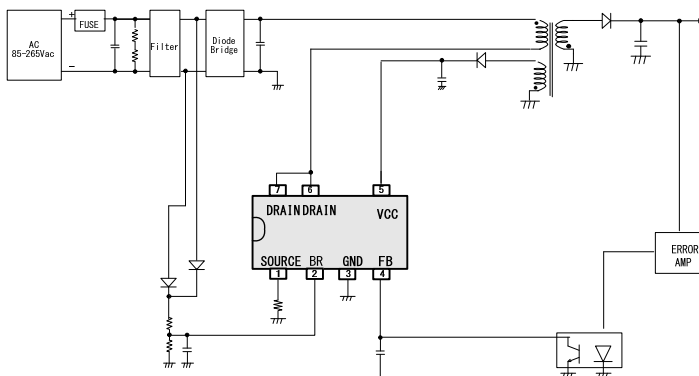 AC
85-265Vac
+
−
FUSE
Filter
Diode
Bridge
7
6
5
DRAIN DRAIN
VCC
SOURCE BR GND FB
1
2
3
4
ERROR
AMP